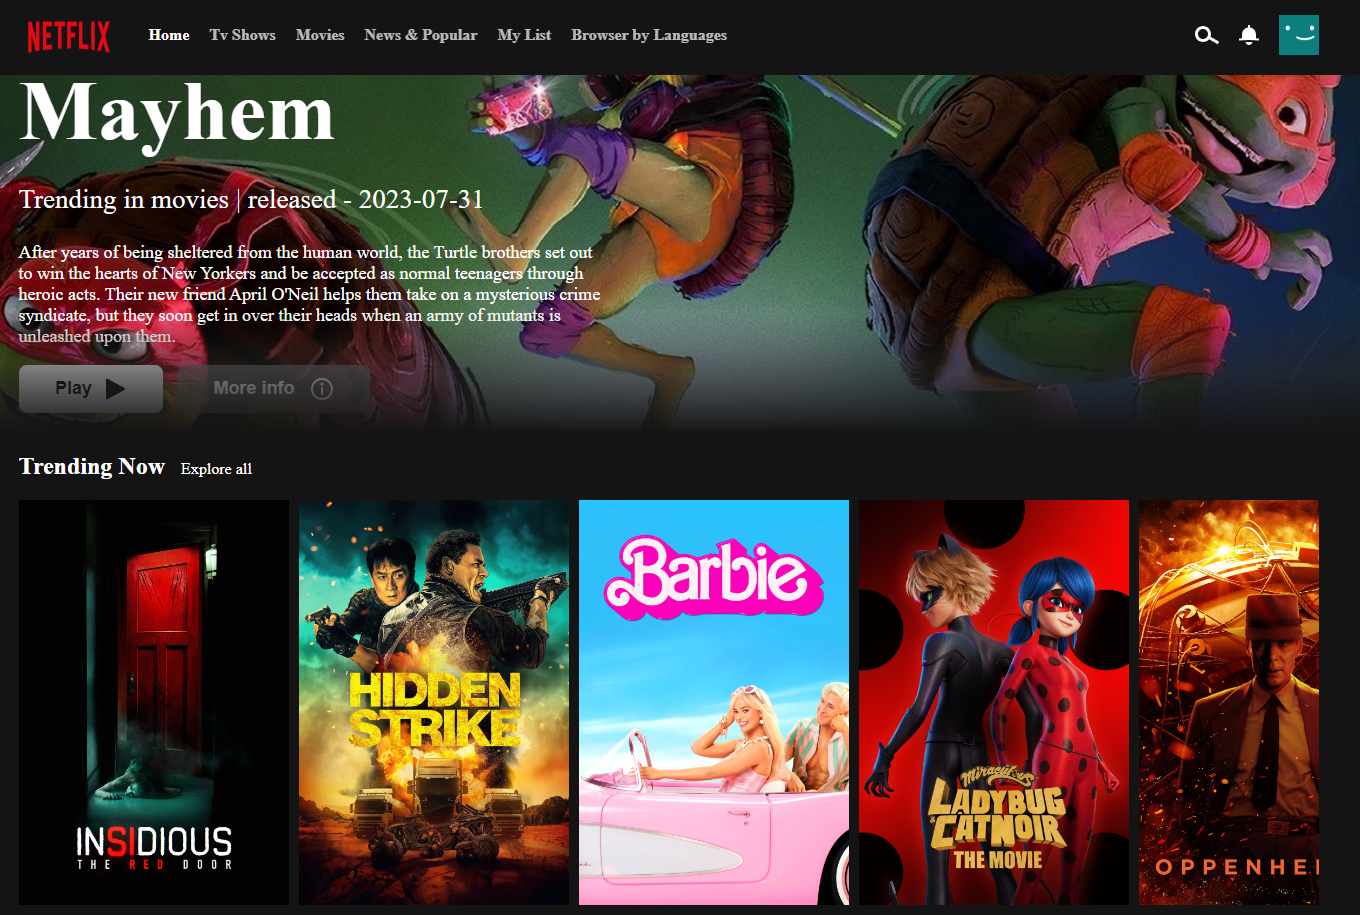 NETFLIX
Home Tv Shows Movies News & Popular My List Browser by Languages
Mayhem
Trending in movies | released - 2023-07-31
After years of being sheltered from the human world, the Turtle brothers set out
to win the hearts of New Yorkers and be accepted as normal teenagers through
heroic acts. Their new friend April O'Neil helps them take on a mysterious crime
syndicate, but they soon get in over their heads when an army of mutants is
unleashed upon them.
Play More info
Trending Now Explore all
INSIDIOUS
THE RED DOOR
HIDDEN
STRIKE
Barbie
Miraculous
LADYBUG
& CATNOIR
THE MOVIE
OPPENHEI